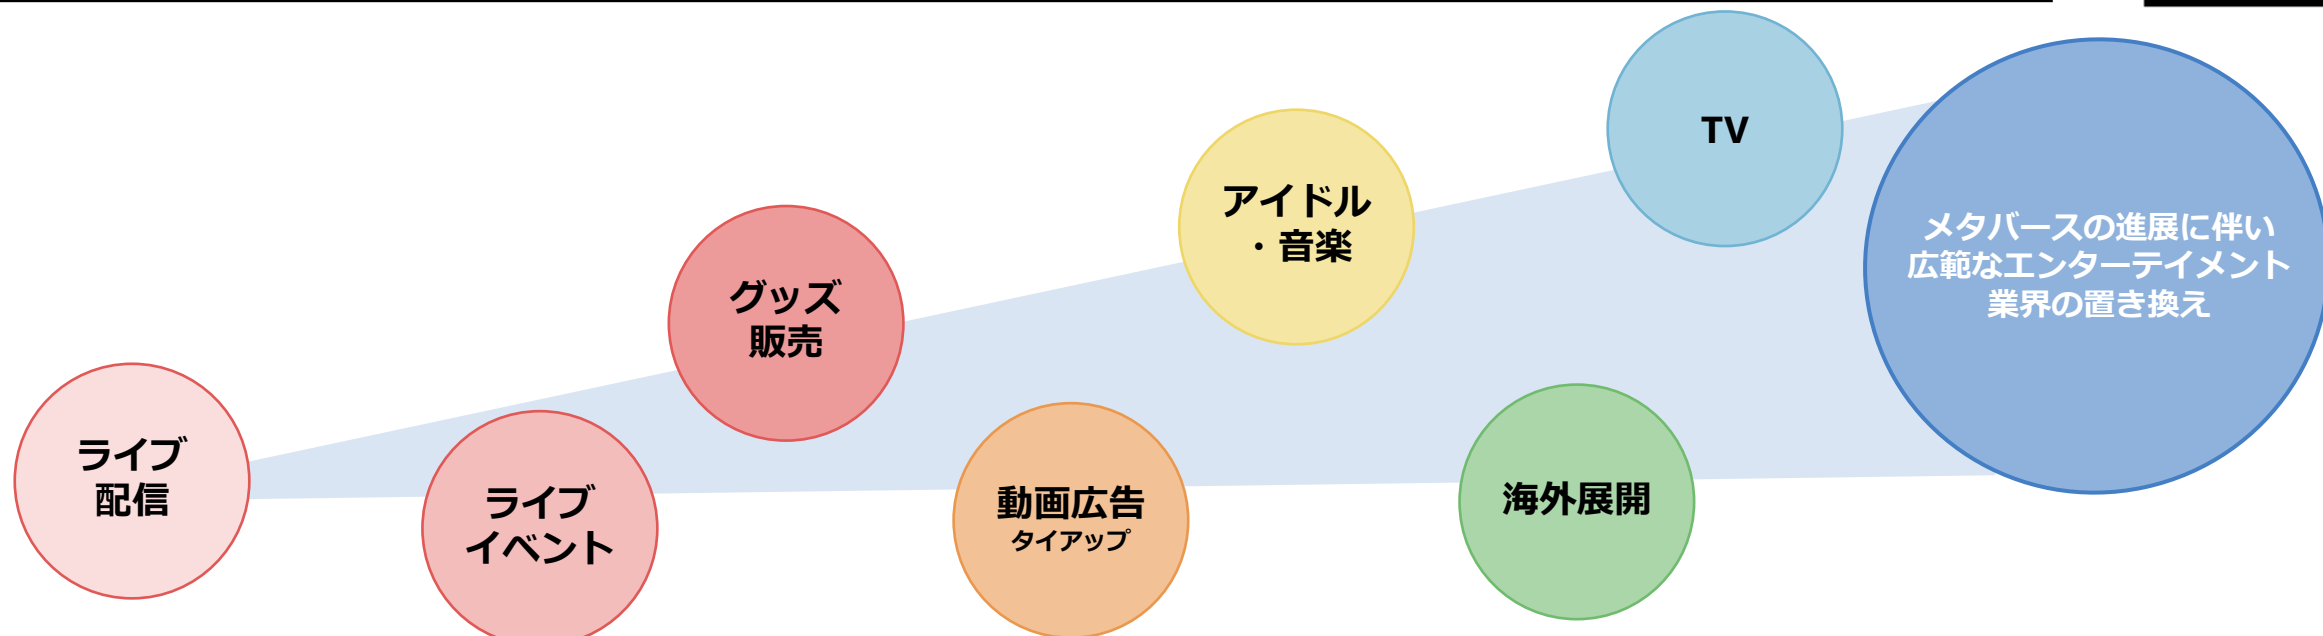 ライブ
配信
ライブ
イベント
グッズ
販売
動画広告
タイアップ
アイドル
・音楽
海外展開
TV
メタバースの進展に伴い
広範なエンターテイメント
業界の置き換え